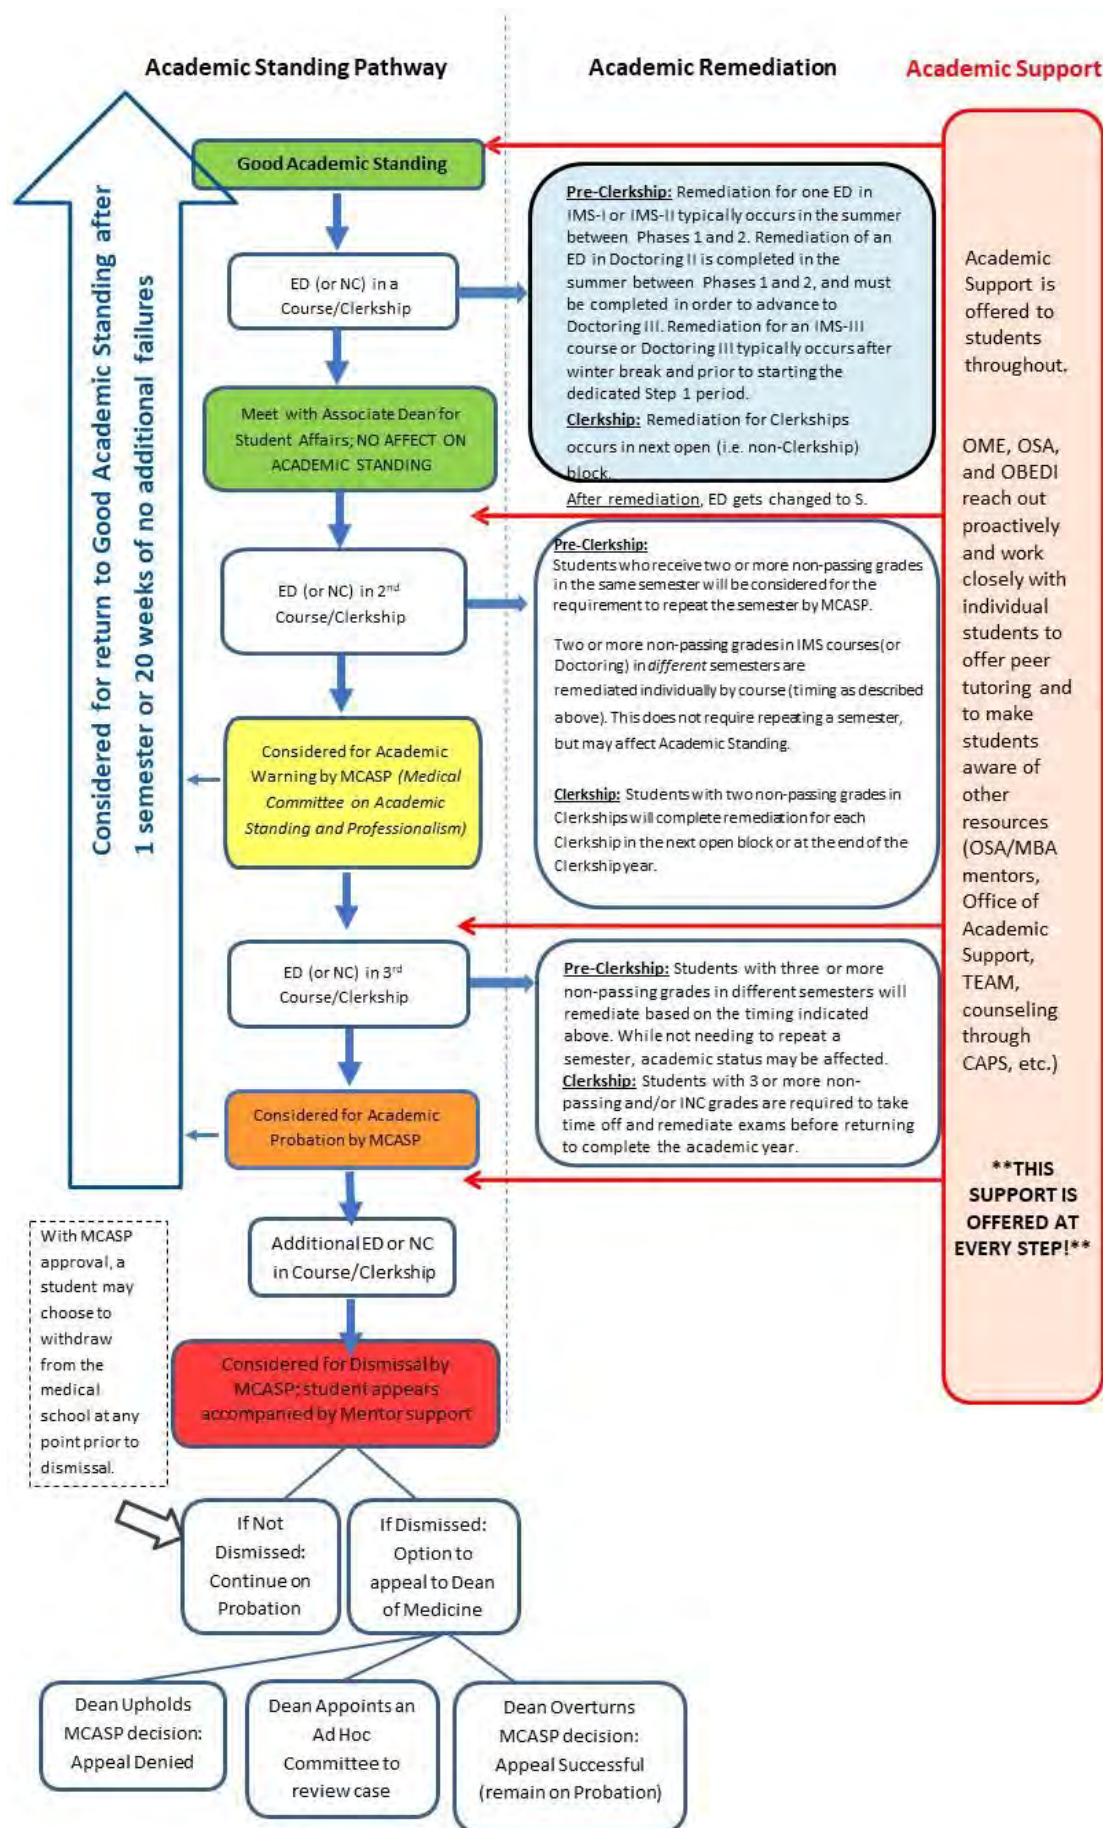 Academic Standing Pathway
Academic Remediation
Academic Support
Considered for return to Good Academic Standing after
1 semester or 20 weeks of no additional failures
Good Academic Standing
ED (or NC) in a
Course/Clerkship
Meet with Associate Dean for
Student Affairs; NO AFFECT ON
ACADEMIC STANDING
ED (or NC) in 2nd
Course/Clerkship
Considered for Academic
Warning by MCASP (Medical
Committee on Academic
Standing and Professionalism)
ED (or NC) in 3rd
Course/Clerkship
Considered for Academic
Probation by MCASP
Additional ED or NC
in Course/Clerkship
Considered for Dismissal by
MCASP; student appears
accompanied by Mentor support
With MCASP
approval, a
student may
choose to
withdraw
from the
medical
school at any
point prior to
dismissal.
If Not
Dismissed:
Continue on
Probation
If Dismissed:
Option to
appeal to Dean
of Medicine
Dean Upholds
MCASP decision:
Appeal Denied
Dean Appoints an
Ad Hoc
Committee to
review case
Dean Overturns
MCASP decision:
Appeal Successful
(remain on Probation)
Pre-Clerkship: Remediation for one ED in
IMS-I or IMS-II typically occurs in the summer
between Phases 1 and 2. Remediation of an
ED in Doctoring II is completed in the
summer between Phases 1 and 2, and must
be completed in order to advance to
Doctoring III. Remediation for an IMS-III
course or Doctoring III typically occurs after
winter break and prior to starting the
dedicated Step 1 period.
Clerkship: Remediation for Clerkships
occurs in next open (i.e. non-Clerkship)
block.
After remediation, ED gets changed to S.
Pre-Clerkship:
Students who receive two or more non-passing grades
in the same semester will be considered for the
requirement to repeat the semester by MCASP.
Two or more non-passing grades in IMS courses (or
Doctoring) in different semesters are
remediated individually by course (timing as described
above). This does not require repeating a semester,
but may affect Academic Standing.
Clerkship: Students with two non-passing grades in
Clerkships will complete remediation for each
Clerkship in the next open block or at the end of the
Clerkship year.
Pre-Clerkship: Students with three or more
non-passing grades in different semesters will
remediate based on the timing indicated
above. While not needing to repeat a
semester, academic status may be affected.
Clerkship: Students with 3 or more non-
passing and/or INC grades are required to take
time off and remediate exams before returning
to complete the academic year.
Academic
Support is
offered to
students
throughout.
OME, OSA,
and OBEDI
reach out
proactively
and work
closely with
individual
students to
offer peer
tutoring and
to make
students
aware of
other
resources
(OSA/MBA
mentors,
Office of
Academic
Support,
TEAM,
counseling
through
CAPS, etc.)
**THIS
SUPPORT IS
OFFERED AT
EVERY STEP!**